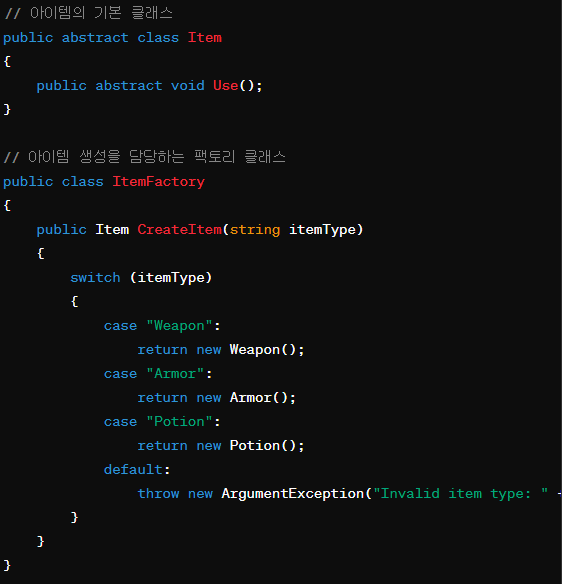 // 아이템의 기본 클래스
public abstract class Item
{
    public abstract void Use();
}

// 아이템 생성을 담당하는 팩토리 클래스
public class ItemFactory
{
    public Item CreateItem(string itemType)
    {
        switch (itemType)
        {
            case "Weapon":
                return new Weapon();
            case "Armor":
                return new Armor();
            case "Potion":
                return new Potion();
            default:
                throw new ArgumentException("Invalid item type: " 
        }
    }
}